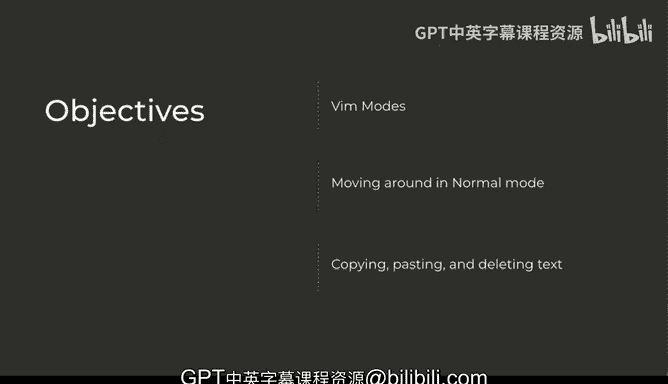 GPT中英字幕课程资源 bilibili
Objectives
Vim Modes
Moving around in Normal mode
Copying, pasting, and deleting text
GPT中英字幕课程资源@bilibili.com